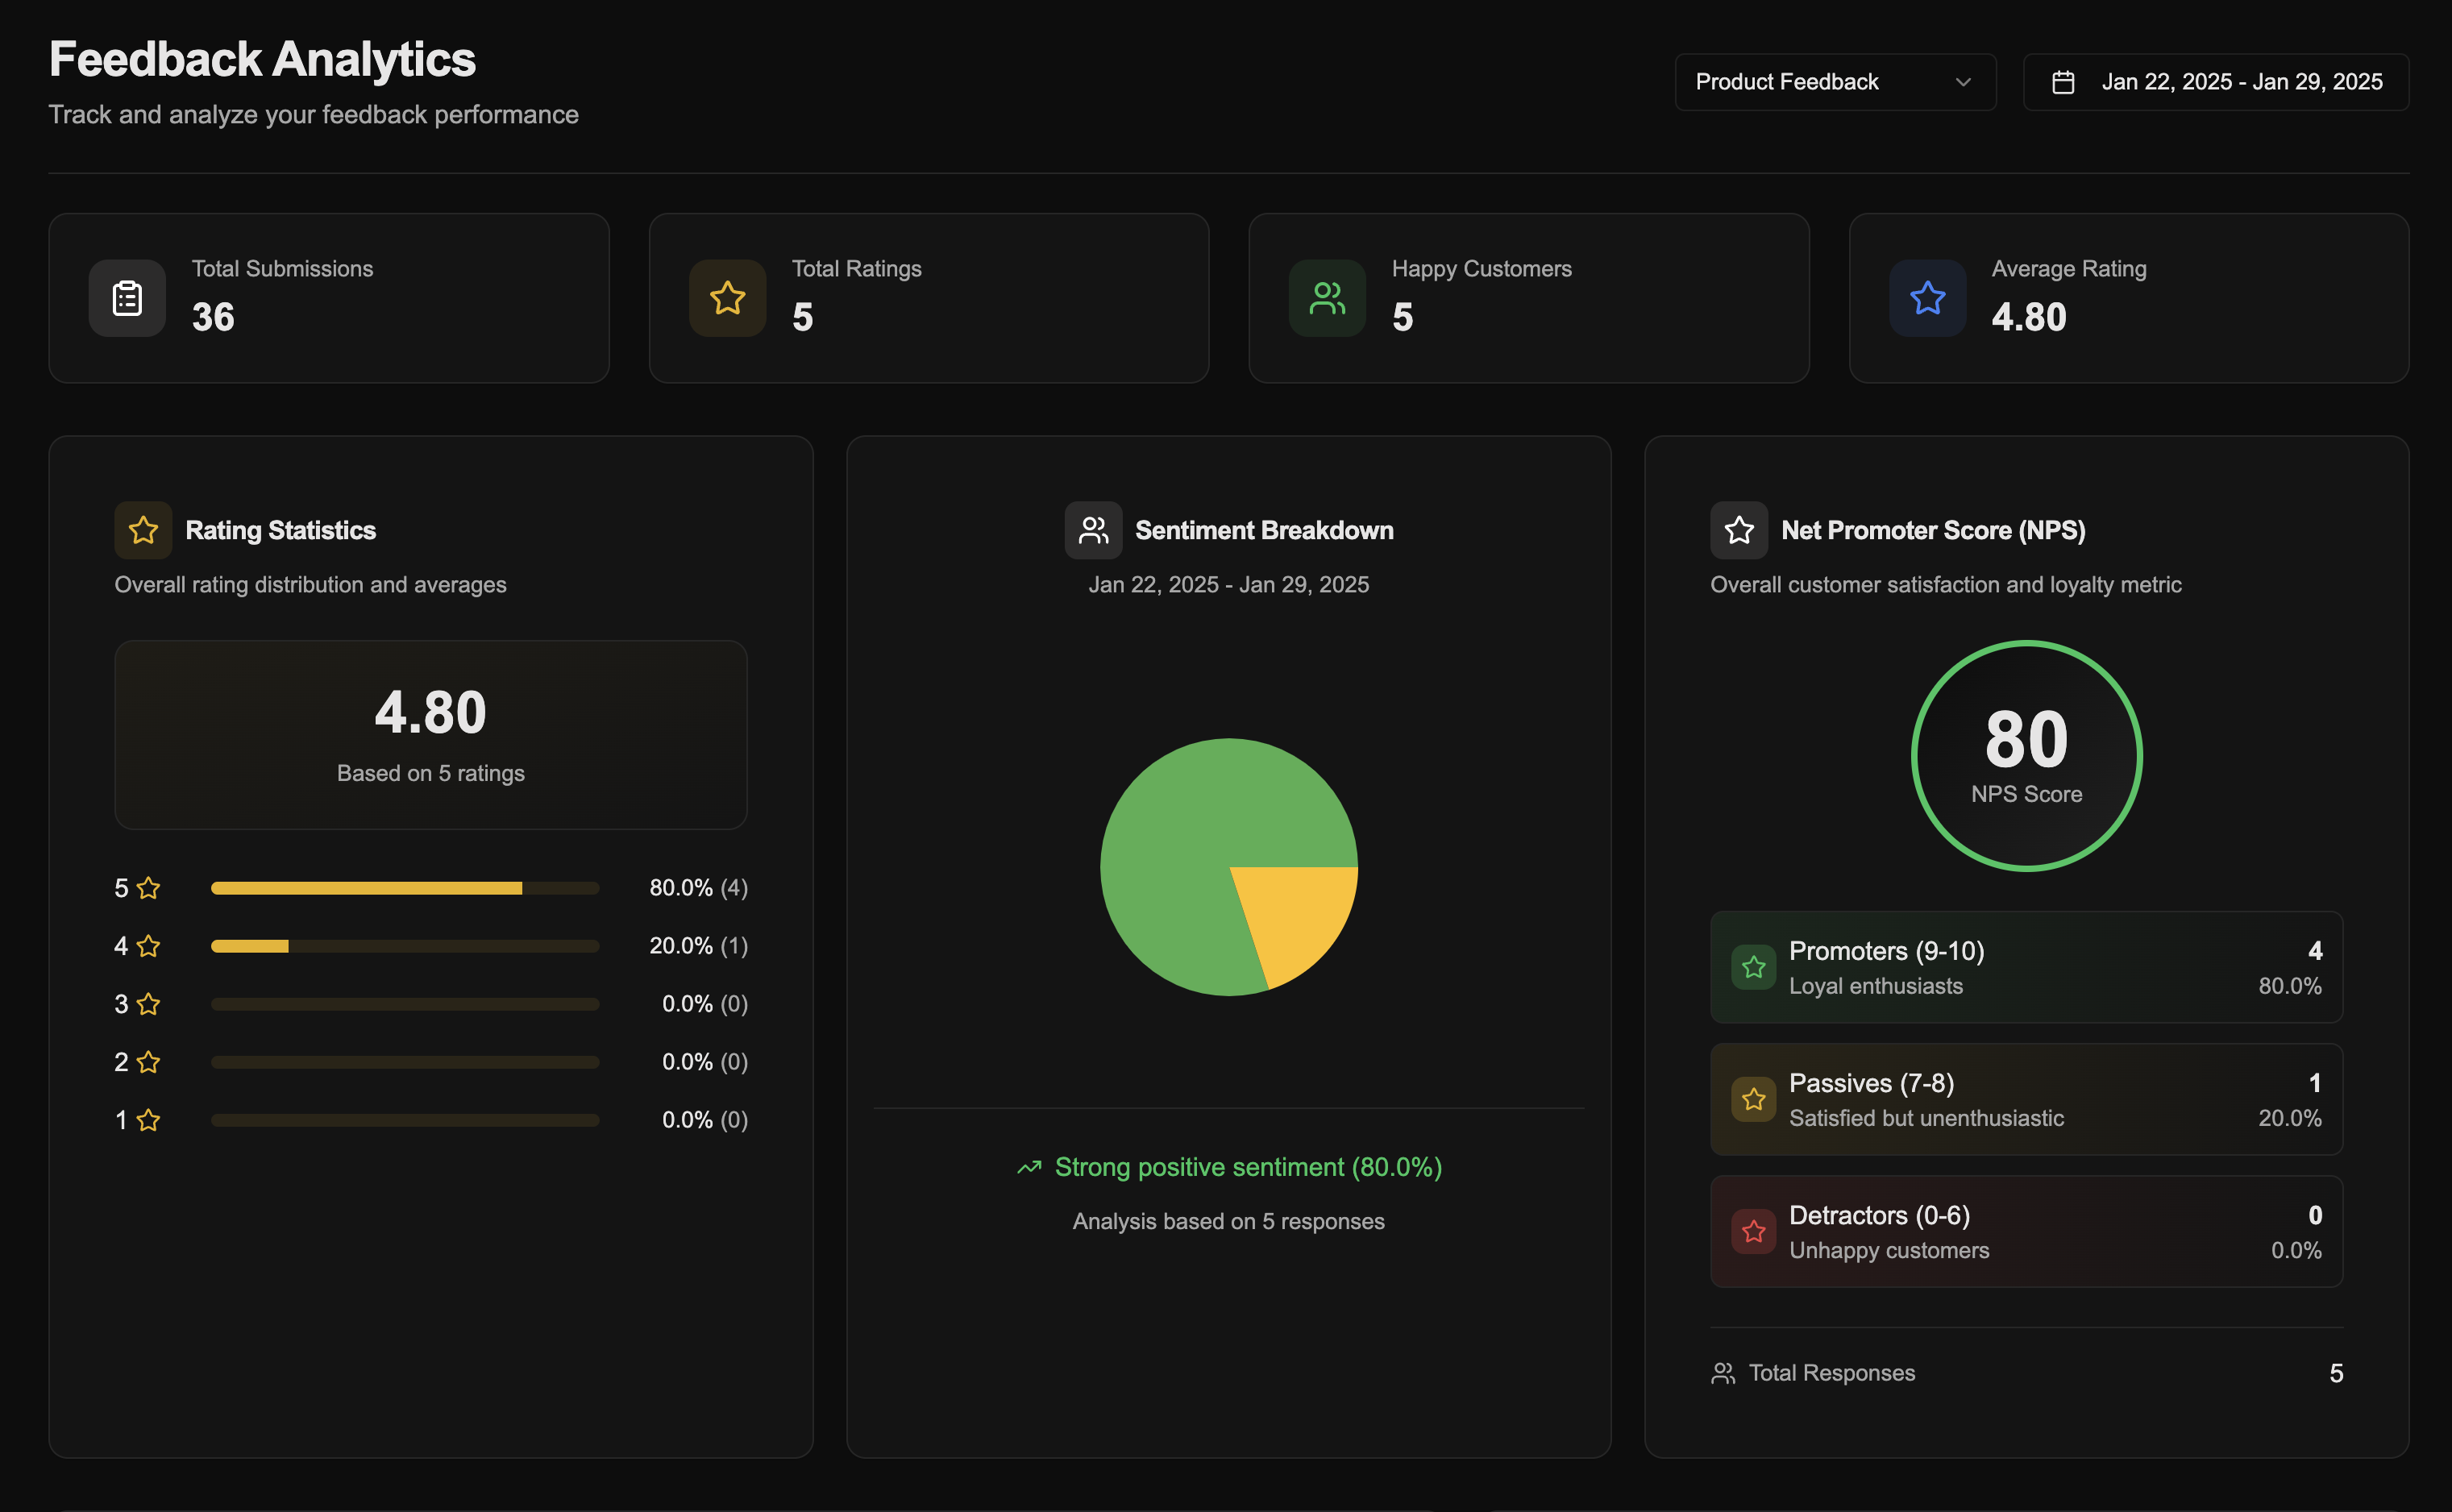 Feedback Analytics
Track and analyze your feedback performance
Product Feedback
Jan 22, 2025 - Jan 29, 2025
Total Submissions
36
Total Ratings
5
Happy Customers
5
Average Rating
4.80
Rating Statistics
Overall rating distribution and averages
4.80
Based on 5 ratings
5 80.0% (4)
4 20.0% (1)
3 0.0% (0)
2 0.0% (0)
1 0.0% (0)
Sentiment Breakdown
Jan 22, 2025 - Jan 29, 2025
Strong positive sentiment (80.0%)
Analysis based on 5 responses
Net Promoter Score (NPS)
Overall customer satisfaction and loyalty metric
80
NPS Score
Promoters (9-10) 4
Loyal enthusiasts 80.0%
Passives (7-8) 1
Satisfied but unenthusiastic 20.0%
Detractors (0-6) 0
Unhappy customers 0.0%
Total Responses 5